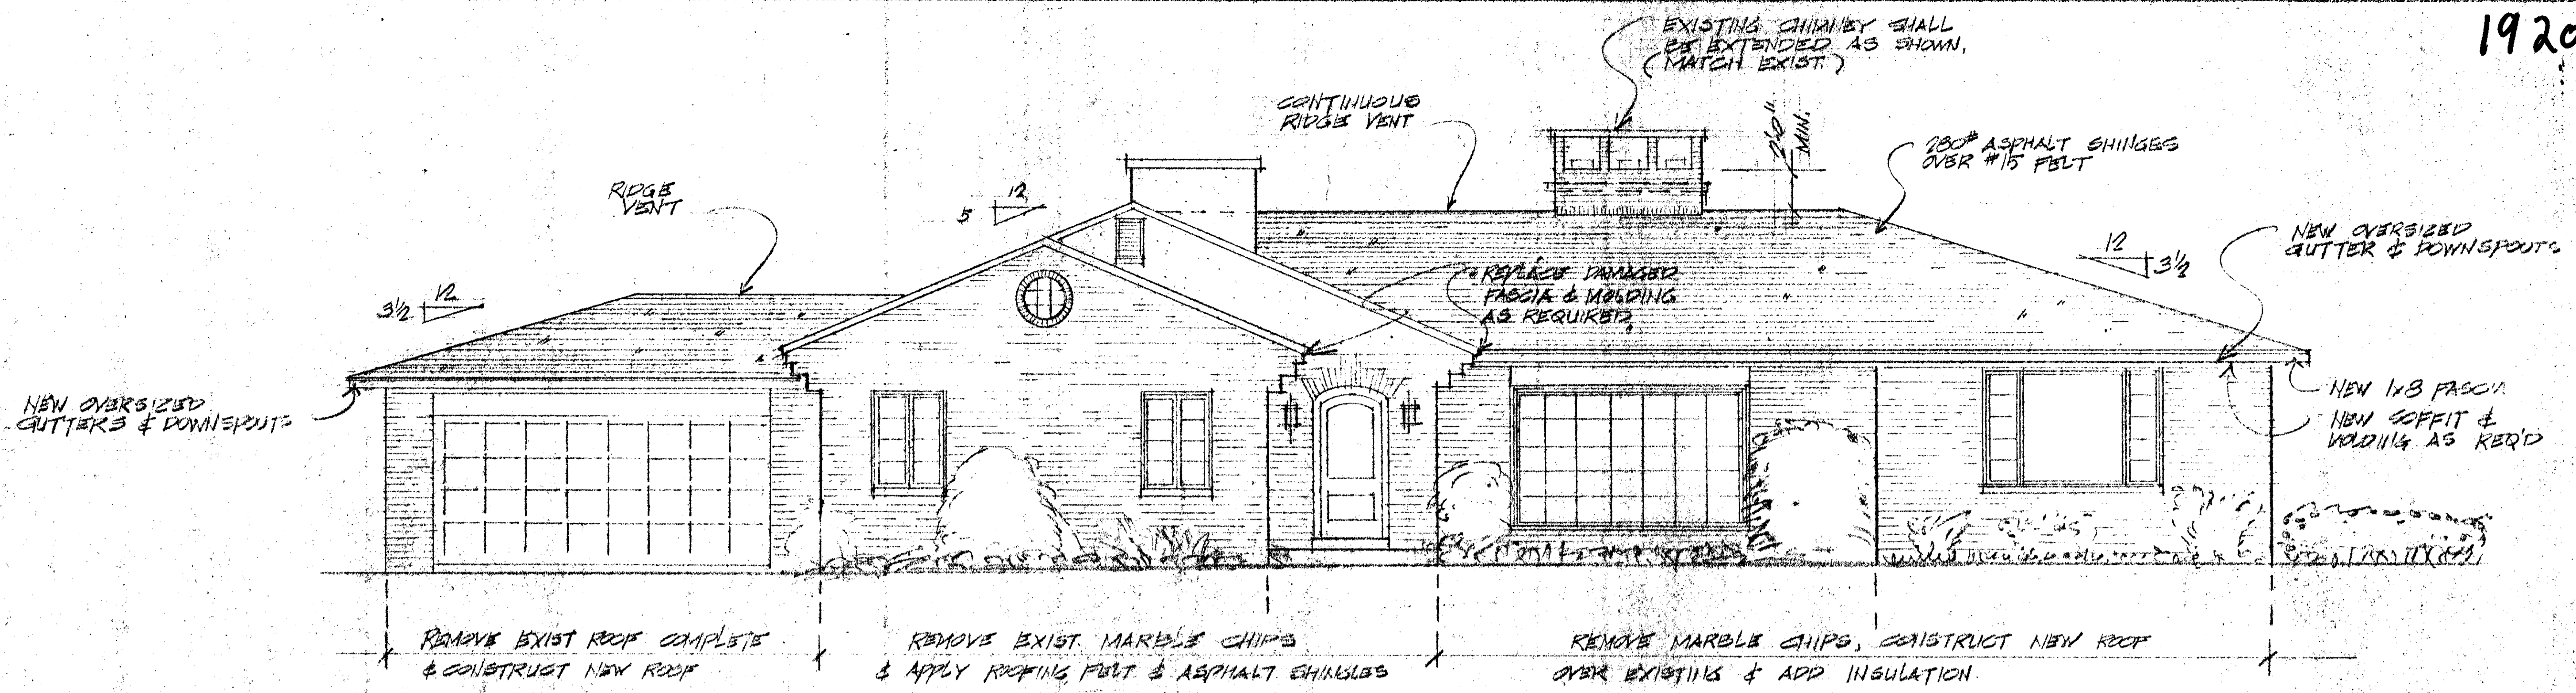 EXISTING CHIMNEY SHALL
BE EXTENDED AS SHOWN,
(MATCH EXIST.)
192
CONTINUOUS
RIDGE VENT
2'0"
MIN.
280# ASPHALT SHINGES
OVER #15 FELT
RIDGE
VENT
12
5
NEW OVERSIZED
GUTTER & DOWNSPOUTS
12
3½
REPLACE DAMAGED
FASCIA & MOLDING
AS REQUIRED
12
3½
NEW OVERSIZED
GUTTERS & DOWNSPOUTS
NEW 1x8 FASCIA
NEW SOFFIT &
MOLDING AS REQ'D
REMOVE EXIST ROOF COMPLETE
& CONSTRUCT NEW ROOF
REMOVE EXIST. MARBLE CHIPS
& APPLY ROOFING FELT & ASPHALT SHINGLES
REMOVE MARBLE CHIPS, CONSTRUCT NEW ROOF
OVER EXISTING & ADD INSULATION